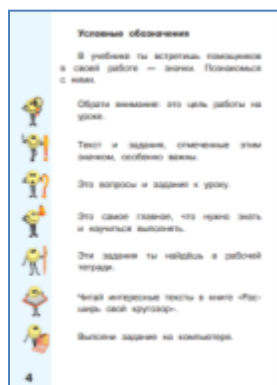 Условные обозначения
В учебнике ты встретишь помощников
в своей работе — значки. Познакомься
с ними.
Обрати внимание: это цель работы на
уроке.
Текст и задания, отмеченные этим
значком, особенно важны.
Это вопросы и задания к уроку.
Это самое главное, что нужно знать
и научиться выполнять.
Эти задания ты найдёшь в рабочей
тетради.
Читай интересные тексты в книге «Рас-
ширь свой кругозор».
Выполни задание на компьютере.
4